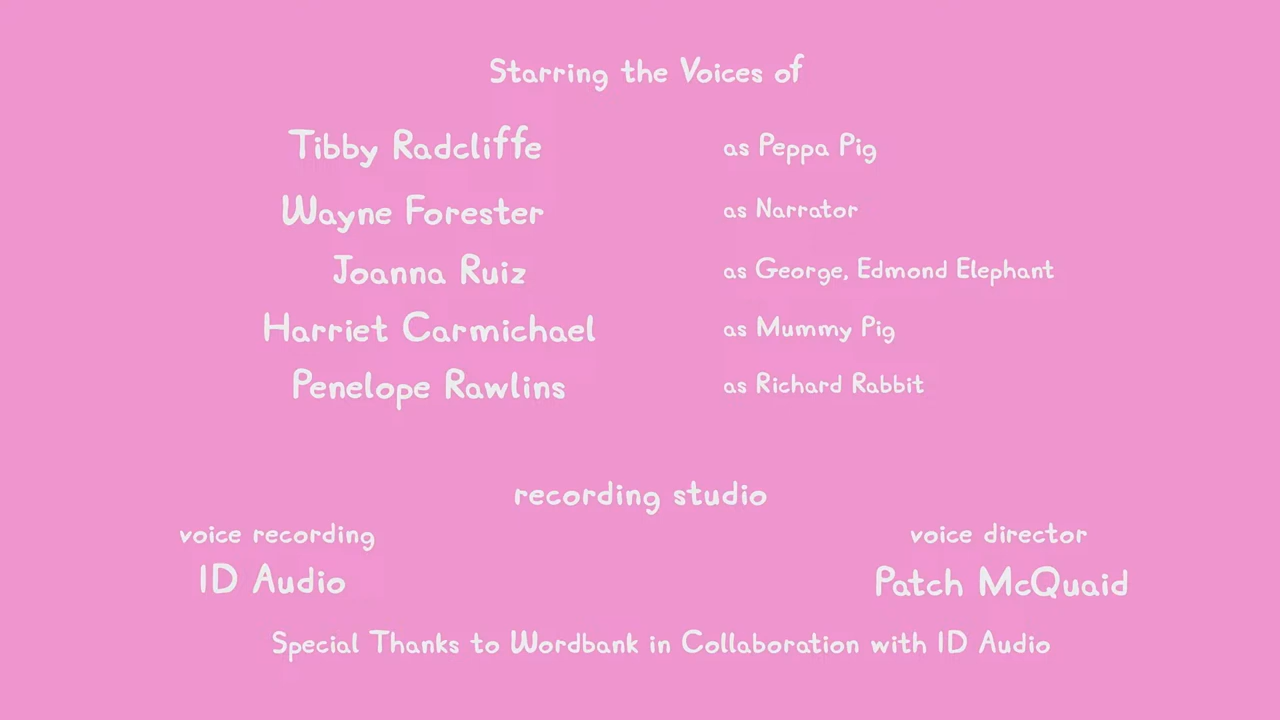 Starring the Voices of
Tibby Radcliffe as Peppa Pig
Wayne Forester as Narrator
Joanna Ruiz as George, Edmond Elephant
Harriet Carmichael as Mummy Pig
Penelope Rawlins as Richard Rabbit
recording studio
voice recording voice director
ID Audio Patch McQuaid
Special Thanks to Wordbank in Collaboration with ID Audio